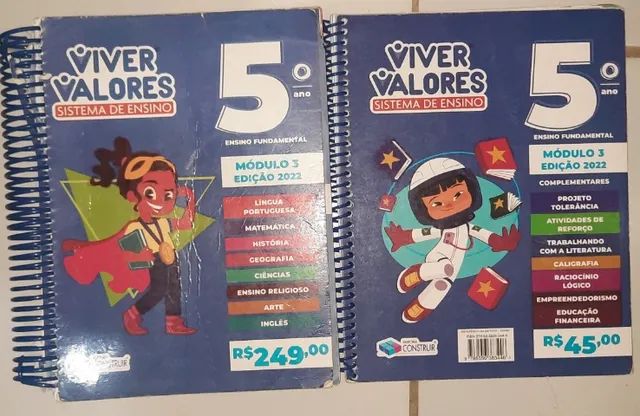 VIVER
VALORES
SISTEMA DE ENSINO
5º
ano
ENSINO FUNDAMENTAL
MÓDULO 3
EDIÇÃO 2022
LÍNGUA
PORTUGUESA
MATEMÁTICA
HISTÓRIA
GEOGRAFIA
CIÊNCIAS
ENSINO RELIGIOSO
ARTE
INGLÊS
R$249,00
CONSTRUIR
VIVER
VALORES
SISTEMA DE ENSINO
5º
ano
ENSINO FUNDAMENTAL
MÓDULO 3
EDIÇÃO 2022
COMPLEMENTARES
PROJETO
TOLERÂNCIA
ATIVIDADES DE
REFORÇO
TRABALHANDO
COM A LITERATURA
CALIGRAFIA
RACIOCÍNIO
LÓGICO
EMPREENDEDORISMO
EDUCAÇÃO
FINANCEIRA
R$45,00
CONSTRUIR